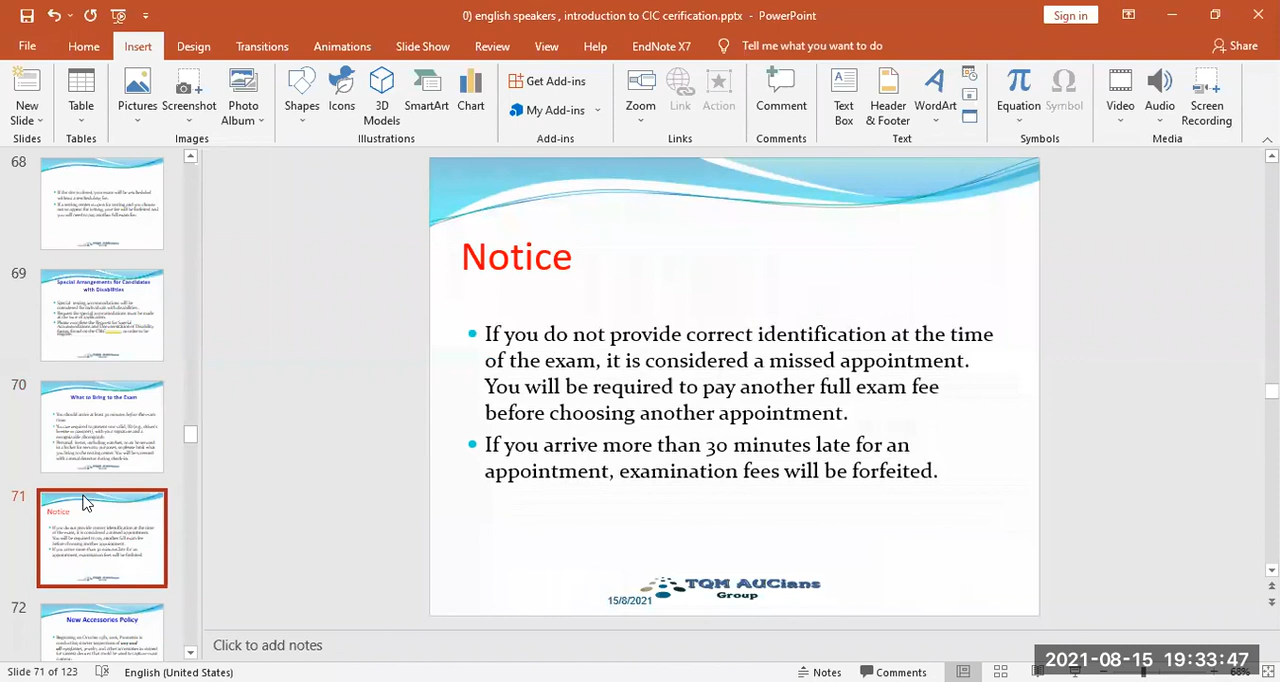 0) english speakers , introduction to CIC cerification.pptx - PowerPoint
Sign in
File Home Insert Design Transitions Animations Slide Show Review View Help EndNote X7 Tell me what you want to do Share
New Slide
Table
Pictures
Screenshot
Photo Album
Shapes
Icons
3D Models
SmartArt
Chart
Get Add-ins
My Add-ins
Zoom
Link
Action
Comment
Text Box
Header & Footer
WordArt
Equation
Symbol
Video
Audio
Screen Recording
Slides Tables Images Illustrations Add-ins Links Comments Text Symbols Media
68
69
Special Arrangements for Candidates
with Disabilities
70
What to Bring to the Exam
71
Notice
72
New Accessories Policy
Notice
If you do not provide correct identification at the time
of the exam, it is considered a missed appointment.
You will be required to pay another full exam fee
before choosing another appointment.
If you arrive more than 30 minutes late for an
appointment, examination fees will be forfeited.
TQM AUCians
Group
15/8/2021
Click to add notes
Slide 71 of 123 English (United States) Notes Comments
2021-08-15 19:33:47
68%